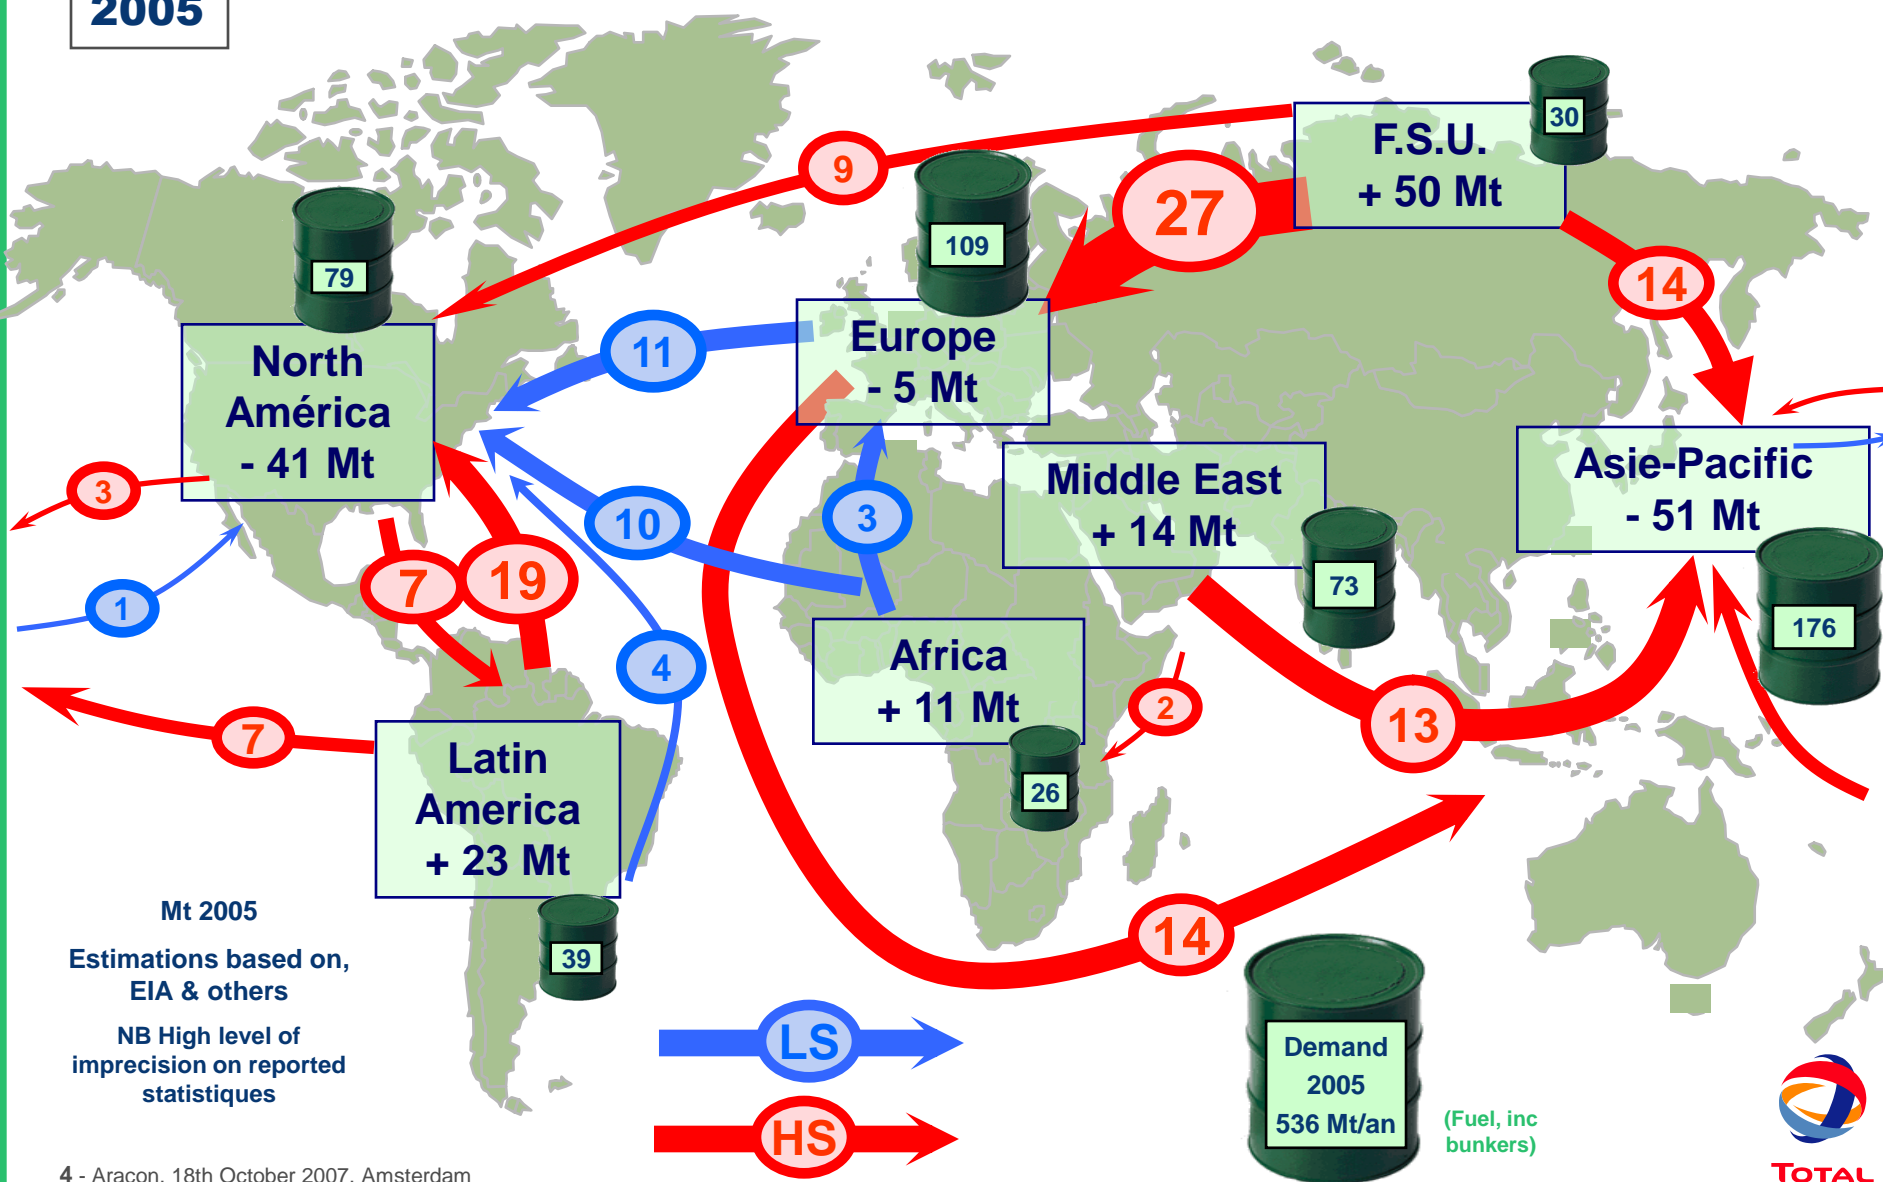 2005
30
F.S.U.
+ 50 Mt
9
27
109
79
14
Europe
- 5 Mt
11
North
América
- 41 Mt
Middle East
+ 14 Mt
Asie-Pacific
- 51 Mt
3
10
3
73
7
19
1
176
4
Africa
+ 11 Mt
2
13
7
Latin
America
+ 23 Mt
26
14
39
Mt 2005
Estimations based on,
EIA & others
NB High level of
imprecision on reported
statistiques
LS
HS
Demand
2005
536 Mt/an
(Fuel, inc
bunkers)
TOTAL
4 - Aracon, 18th October 2007, Amsterdam